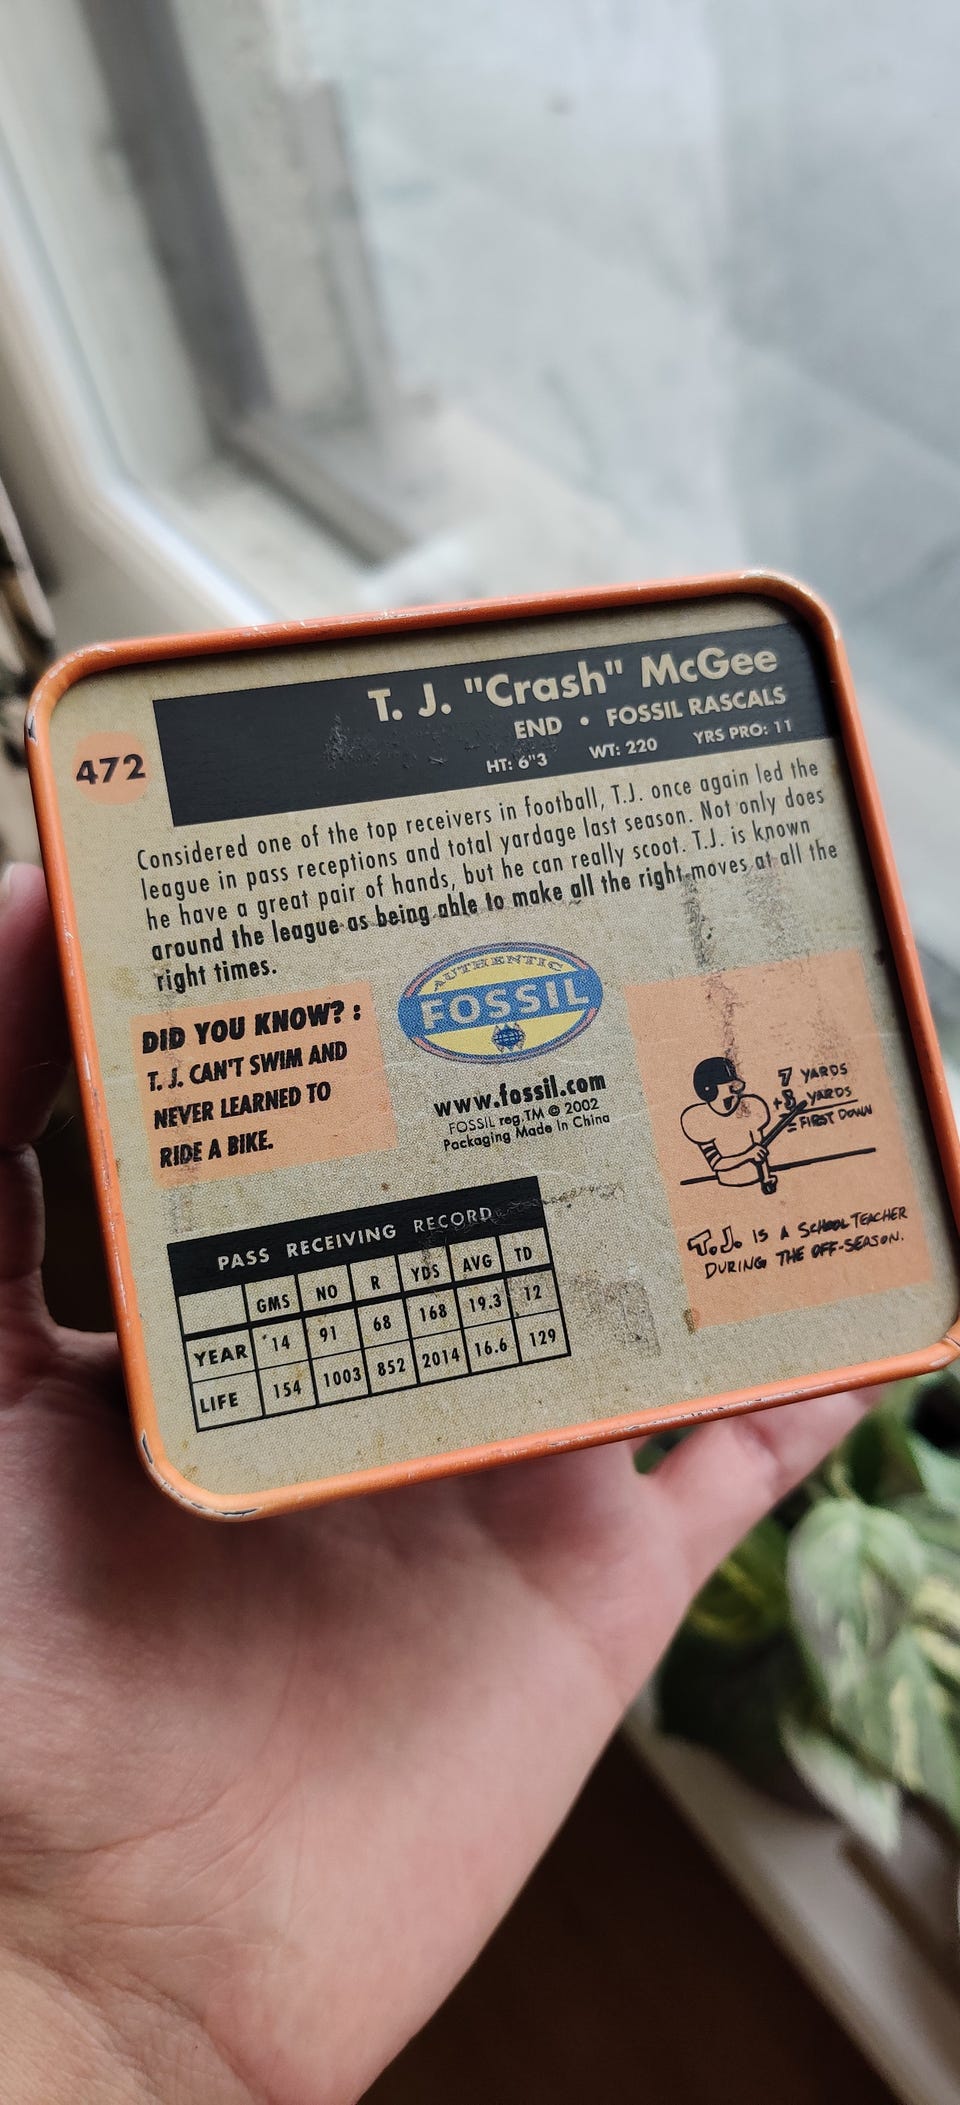 T. J. "Crash" McGee
END • FOSSIL RASCALS
HT: 6"3 WT: 220 YRS PRO: 11
472
Considered one of the top receivers in football, T.J. once again led the
league in pass receptions and total yardage last season. Not only does
he have a great pair of hands, but he can really scoot. T.J. is known
around the league as being able to make all the right moves at all the
right times.
DID YOU KNOW? :
T. J. CAN'T SWIM AND
NEVER LEARNED TO
RIDE A BIKE.
AUTHENTIC
FOSSIL
www.fossil.com
FOSSIL reg.TM © 2002
Packaging Made In China
7 YARDS
+8 YARDS
= FIRST DOWN
T.J. IS A SCHOOL TEACHER
DURING THE OFF-SEASON.
PASS RECEIVING RECORD
GMS NO R YDS AVG TD
YEAR 14 91 68 168 19.3 12
LIFE 154 1003 852 2014 16.6 129